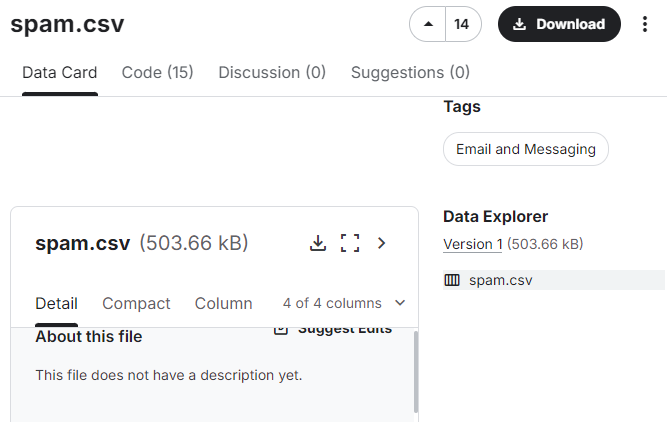 spam.csv
14
Download
Data Card
Code (15)
Discussion (0)
Suggestions (0)
Tags
Email and Messaging
spam.csv (503.66 kB)
Detail
Compact
Column
4 of 4 columns
Suggest Edits
About this file
This file does not have a description yet.
Data Explorer
Version 1 (503.66 kB)
spam.csv